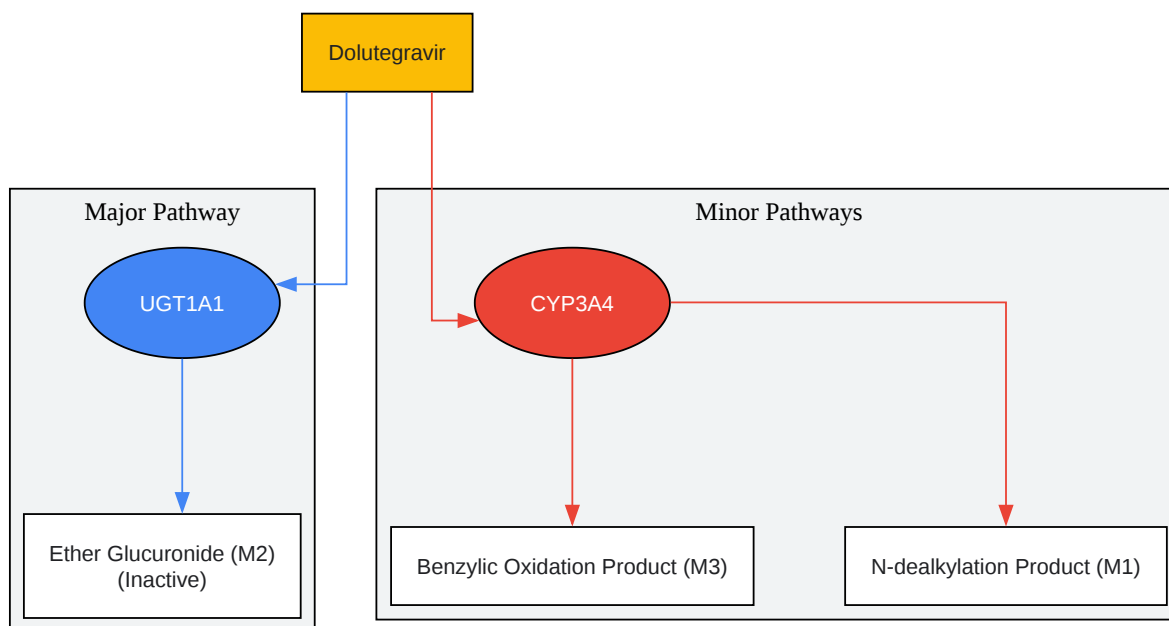 Dolutegravir
Major Pathway
Minor Pathways
UGT1A1
CYP3A4
Ether Glucuronide (M2)
(Inactive)
Benzylic Oxidation Product (M3)
N-dealkylation Product (M1)